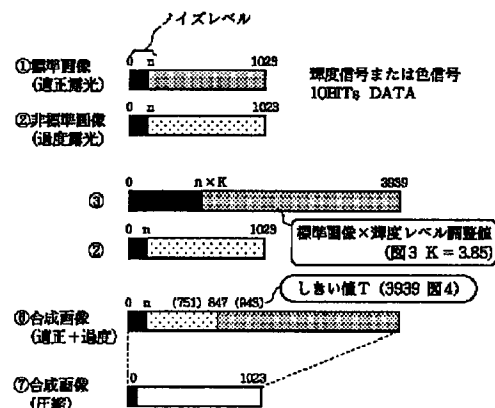 ノイズレベル
0 n 1023
①標準画像
(適正露光)
輝度信号または色信号
10BITs DATA
0 n 1023
②非標準画像
(過度露光)
0 n×K 3939
③
標準画像×輝度レベル調整値
(図3 K=3.85)
0 n 1023
②
しきい値T (3939 図4)
0 n (751) 847 (943)
⑥合成画像
(適正+過度)
0 1023
⑦合成画像
(圧縮)